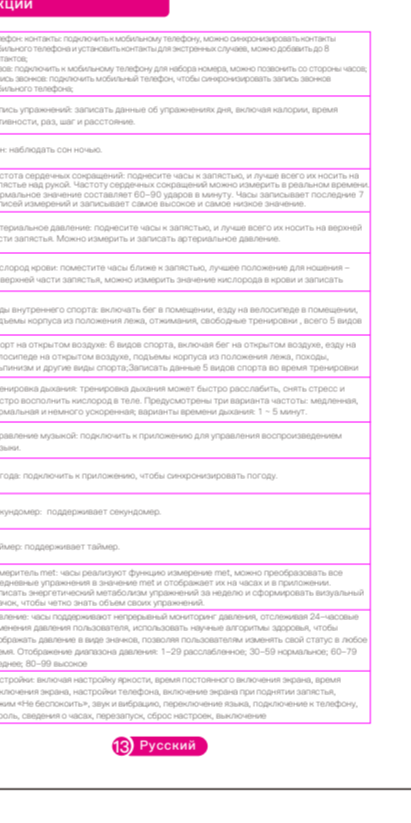 кции
ефон: контакты: подключить к мобильному телефону, можно синхронизировать контакты
бильного телефона и установить контакты для экстренных случаев, можно добавить до 8
нтактов;
зов: подключить к мобильному телефону для набора номера, можно позвонить со стороны часов;
пись звонков: подключить мобильный телефон, чтобы синхронизировать запись звонков
бильного телефона;
пись упражнений: записать данные об упражнениях дня, включая калории, время
тивности, раз, шаг и расстояние.
н: наблюдать сон ночью.
стота сердечных сокращений: поднесите часы к запястью, и лучше всего их носить на
пястье над рукой. Частоту сердечных сокращений можно измерить в реальном времени.
рмальное значение составляет 60–90 ударов в минуту. Часы записывает последние 7
писей измерений и записывает самое высокое и самое низкое значение.
териальное давление: поднесите часы к запястью, и лучше всего их носить на верхней
сти запястья. Можно измерить и записать артериальное давление.
слород крови: поместите часы ближе к запястью, лучшее положение для ношения –
верхней части запястья, можно измерить значение кислорода в крови и записать
ды внутреннего спорта: включать бег в помещении, езду на велосипеде в помещении,
дъемы корпуса из положения лежа, отжимания, свободные тренировки , всего 5 видов
орт на открытом воздухе: 6 видов спорта, включая бег на открытом воздухе, езду на
лосипеде на открытом воздухе, подъемы корпуса из положения лежа, походы,
ьпинизм и другие виды спорта;Записать данные 5 видов спорта во время тренировки
енировка дыхания: тренировка дыхания может быстро расслабить, снять стресс и
стро восполнить кислород в теле. Предусмотрены три варианта частоты: медленная,
рмальная и немного ускоренная; варианты времени дыхания: 1 ~ 5 минут.
равление музыкой: подключить к приложению для управления воспроизведением
зыки.
года: подключить к приложению, чтобы синхронизировать погоду.
кундомер: поддерживает секундомер.
ймер: поддерживает таймер.
меритель met: часы реализуют функцию измерение met, можно преобразовать все
едневные упражнения в значение met и отображает их на часах и в приложении.
писать энергетический метаболизм упражнений за неделю и сформировать визуальный
ачок, чтобы четко знать объем своих упражнений.
вление: часы поддерживают непрерывный мониторинг давления, отслеживая 24-часовые
менения давления пользователя, использовать научные алгоритмы здоровья, чтобы
ображать давление в виде значков, позволяя пользователям изменять свой статус в любое
емя. Отображение диапазона давления: 1-29 расслабленное; 30-59 нормальное; 60-79
еднее; 80-99 высокое
стройки: включая настройку яркости, время постоянного включения экрана, время
ключения экрана, настройки телефона, включение экрана при поднятии запястья,
жим «Не беспокоить», звук и вибрацию, переключение языка, подключение к телефону,
роль, сведения о часах, перезапуск, сброс настроек, выключение
13 Русский